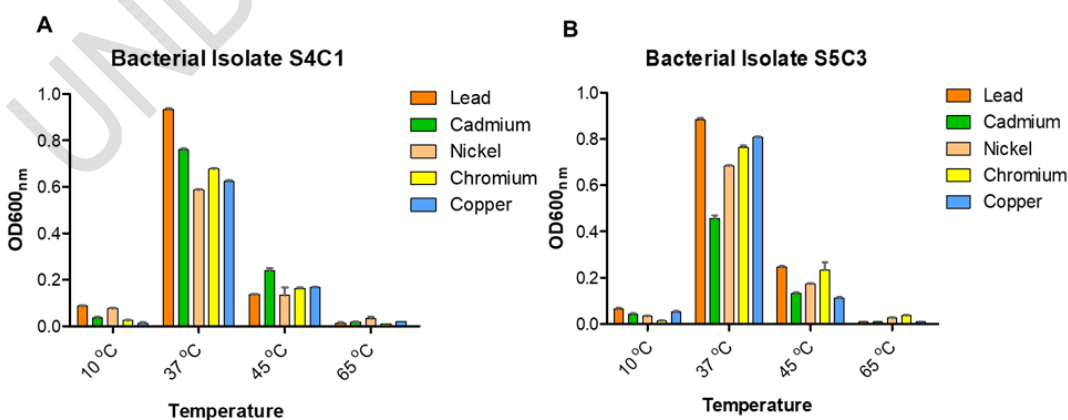 A
Bacterial Isolate S4C1
1.0
0.8
0.6
0.4
0.2
0.0
OD600nm
10 °C
37 °C
45 °C
65 °C
Temperature
Lead
Cadmium
Nickel
Chromium
Copper
B
Bacterial Isolate S5C3
1.0
0.8
0.6
0.4
0.2
0.0
OD600nm
10 °C
37 °C
45 °C
65 °C
Temperature
Lead
Cadmium
Nickel
Chromium
Copper
UND